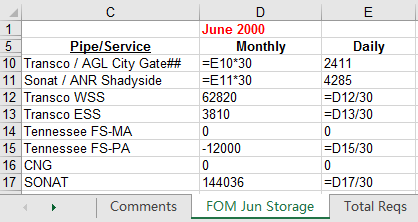 C D E
1 June 2000
5 Pipe/Service Monthly Daily
10 Transco / AGL City Gate## =E10*30 2411
11 Sonat / ANR Shadyside =E11*30 4285
12 Transco WSS 62820 =D12/30
13 Transco ESS 3810 =D13/30
14 Tennessee FS-MA 0 0
15 Tennessee FS-PA -12000 =D15/30
16 CNG 0 0
17 SONAT 144036 =D17/30
Comments FOM Jun Storage Total Reqs